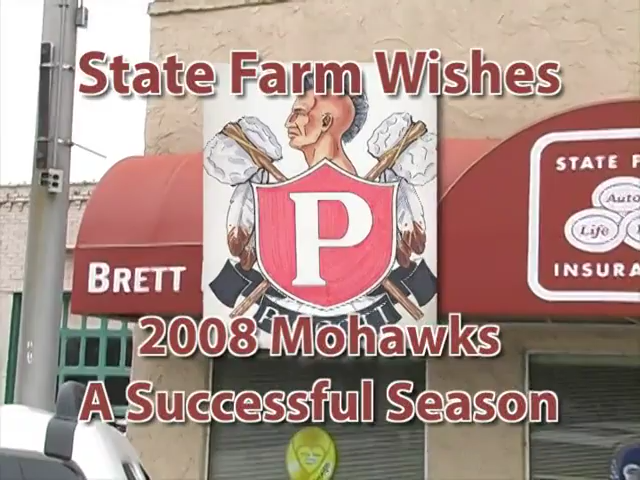 State Farm Wishes
STATE F
Auto
Life
INSURA
P
BRETT
2008 Mohawks
A Successful Season